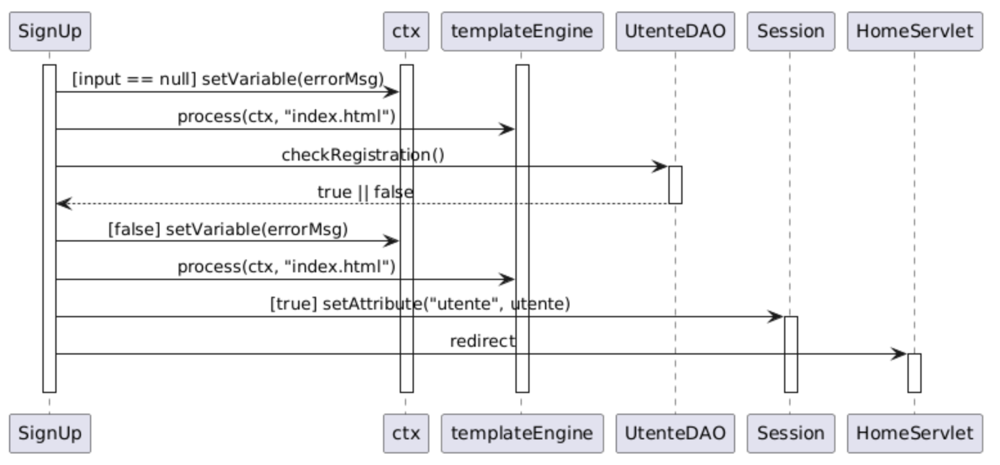 SignUp
ctx
templateEngine
UtenteDAO
Session
HomeServlet
[input == null] setVariable(errorMsg)
process(ctx, "index.html")
checkRegistration()
true || false
[false] setVariable(errorMsg)
process(ctx, "index.html")
[true] setAttribute("utente", utente)
redirect
SignUp
ctx
templateEngine
UtenteDAO
Session
HomeServlet